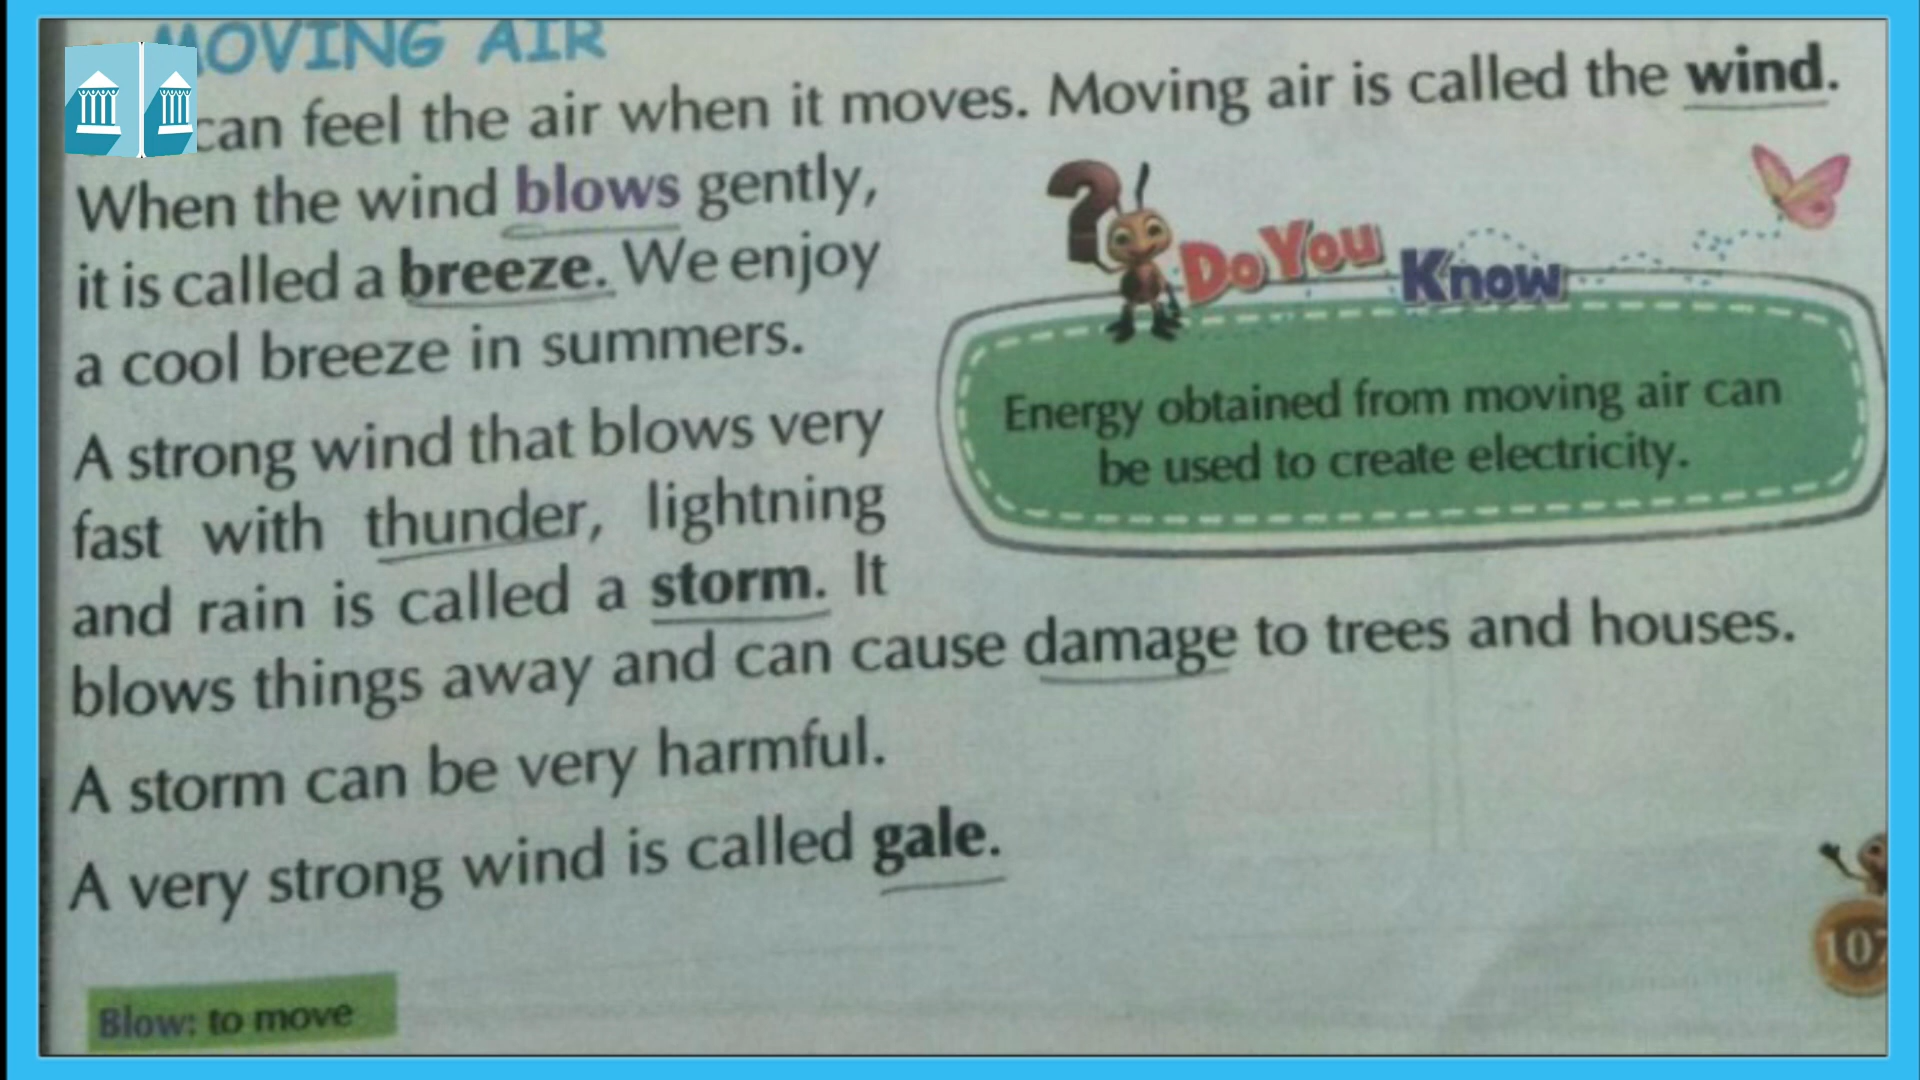 MOVING AIR
can feel the air when it moves. Moving air is called the wind.
When the wind blows gently,
it is called a breeze. We enjoy
a cool breeze in summers.
A strong wind that blows very
fast with thunder, lightning
and rain is called a storm. It
blows things away and can cause damage to trees and houses.
A storm can be very harmful.
A very strong wind is called gale.
Do You Know
Energy obtained from moving air can
be used to create electricity.
Blow: to move
107